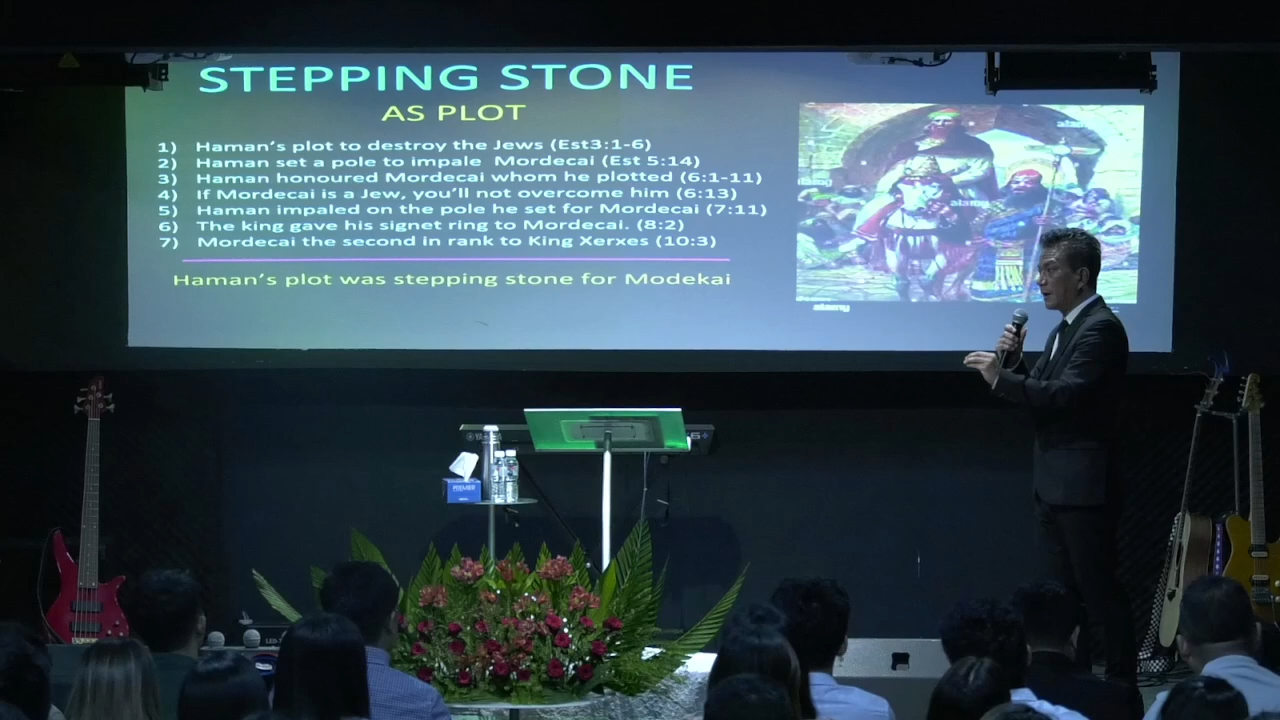 STEPPING STONE
AS PLOT
1) Haman's plot to destroy the Jews (Est3:1-6)
2) Haman set a pole to impale Mordecai (Est 5:14)
3) Haman honoured Mordecai whom he plotted (6:1-11)
4) If Mordecai is a Jew, you'll not overcome him (6:13)
5) Haman impaled on the pole he set for Mordecai (7:11)
6) The king gave his signet ring to Mordecai. (8:2)
7) Mordecai the second in rank to King Xerxes (10:3)
Haman's plot was stepping stone for Modekai
alamy
alamy
alamy
alamy